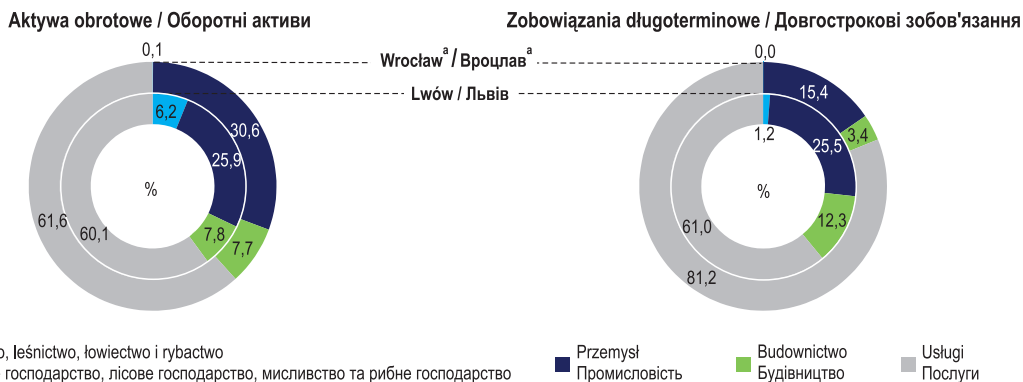 Aktywa obrotowe / Оборотні активи
Zobowiązania długoterminowe / Довгострокові зобов'язання
0,1
Wrocławᵃ / Вроцлавᵃ
0,0
Lwów / Львів
6,2
30,6
25,9
%
61,6
60,1
7,8
7,7
15,4
1,2
25,5
3,4
%
61,0
12,3
81,2
leśnictwo, łowiectwo i rybactwo
господарство, лісове господарство, мисливство та рибне господарство
Przemysł
Промисловість
Budownictwo
Будівництво
Usługi
Послуги